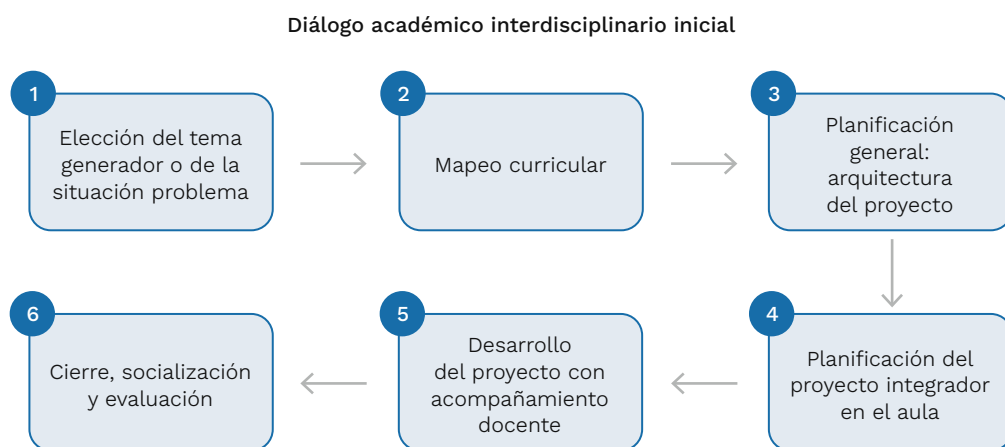 Diálogo académico interdisciplinario inicial
1
Elección del tema
generador o de la
situación problema
2
Mapeo curricular
3
Planificación
general:
arquitectura
del proyecto
4
Planificación del
proyecto integrador
en el aula
5
Desarrollo
del proyecto con
acompañamiento
docente
6
Cierre, socialización
y evaluación